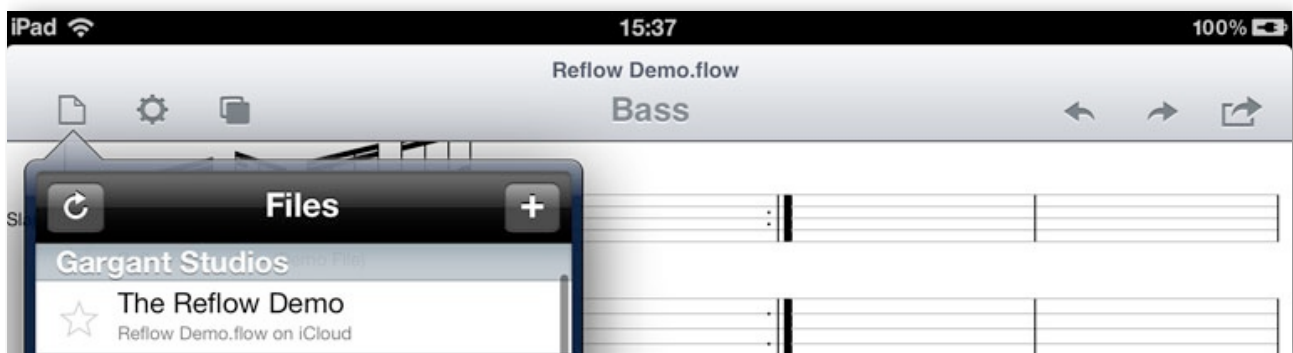 iPad 15:37 100%
Reflow Demo.flow
Bass
Files
Gargant Studios
The Reflow Demo
Reflow Demo.flow on iCloud